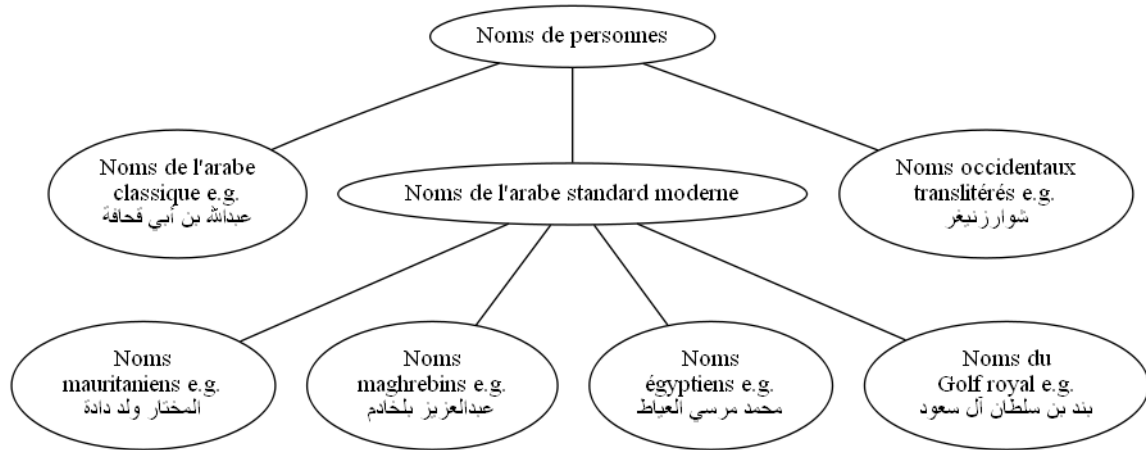 Noms de personnes
Noms de l'arabe
classique e.g.
عبدالله بن أبي قحافة
Noms de l'arabe standard moderne
Noms occidentaux
translitérés e.g.
شوارزنيغر
Noms
mauritaniens e.g.
المختار ولد دادة
Noms
maghrebins e.g.
عبدالعزيز بلخادم
Noms
égyptiens e.g.
محمد مرسي العياط
Noms du
Golf royal e.g.
بند بن سلطان آل سعود